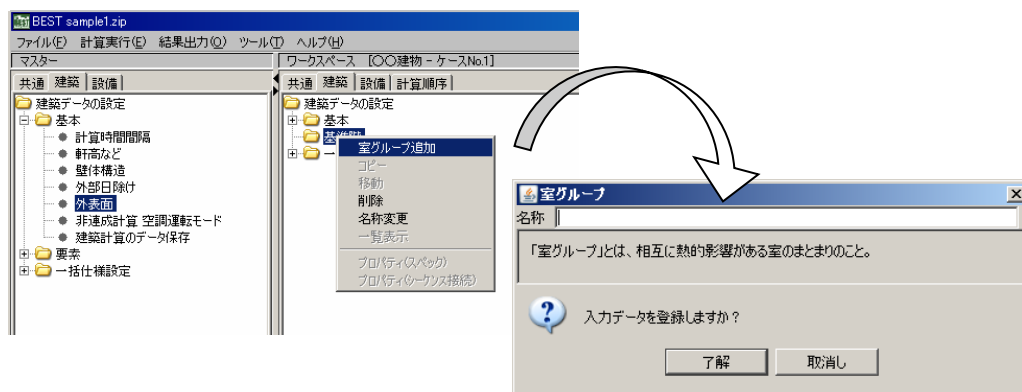 BEST sample1.zip
ファイル(F) 計算実行(E) 結果出力(O) ツール(T) ヘルプ(H)
マスター
共通 建築 設備
建築データの設定
基本
計算時間間隔
軒高など
壁体構造
外部日除け
外表面
非連成計算 空調運転モード
建築計算のデータ保存
要素
一括仕様設定
ワークスペース [〇〇建物 - ケースNo.1]
共通 建築 設備 計算順序
建築データの設定
基本
基準階
一
室グループ追加
コピー
移動
削除
名称変更
一覧表示
プロパティ(スペック)
プロパティ(シーケンス接続)
室グループ
名称
「室グループ」とは、相互に熱的影響がある室のまとまりのこと。
入力データを登録しますか？
了解 取消し